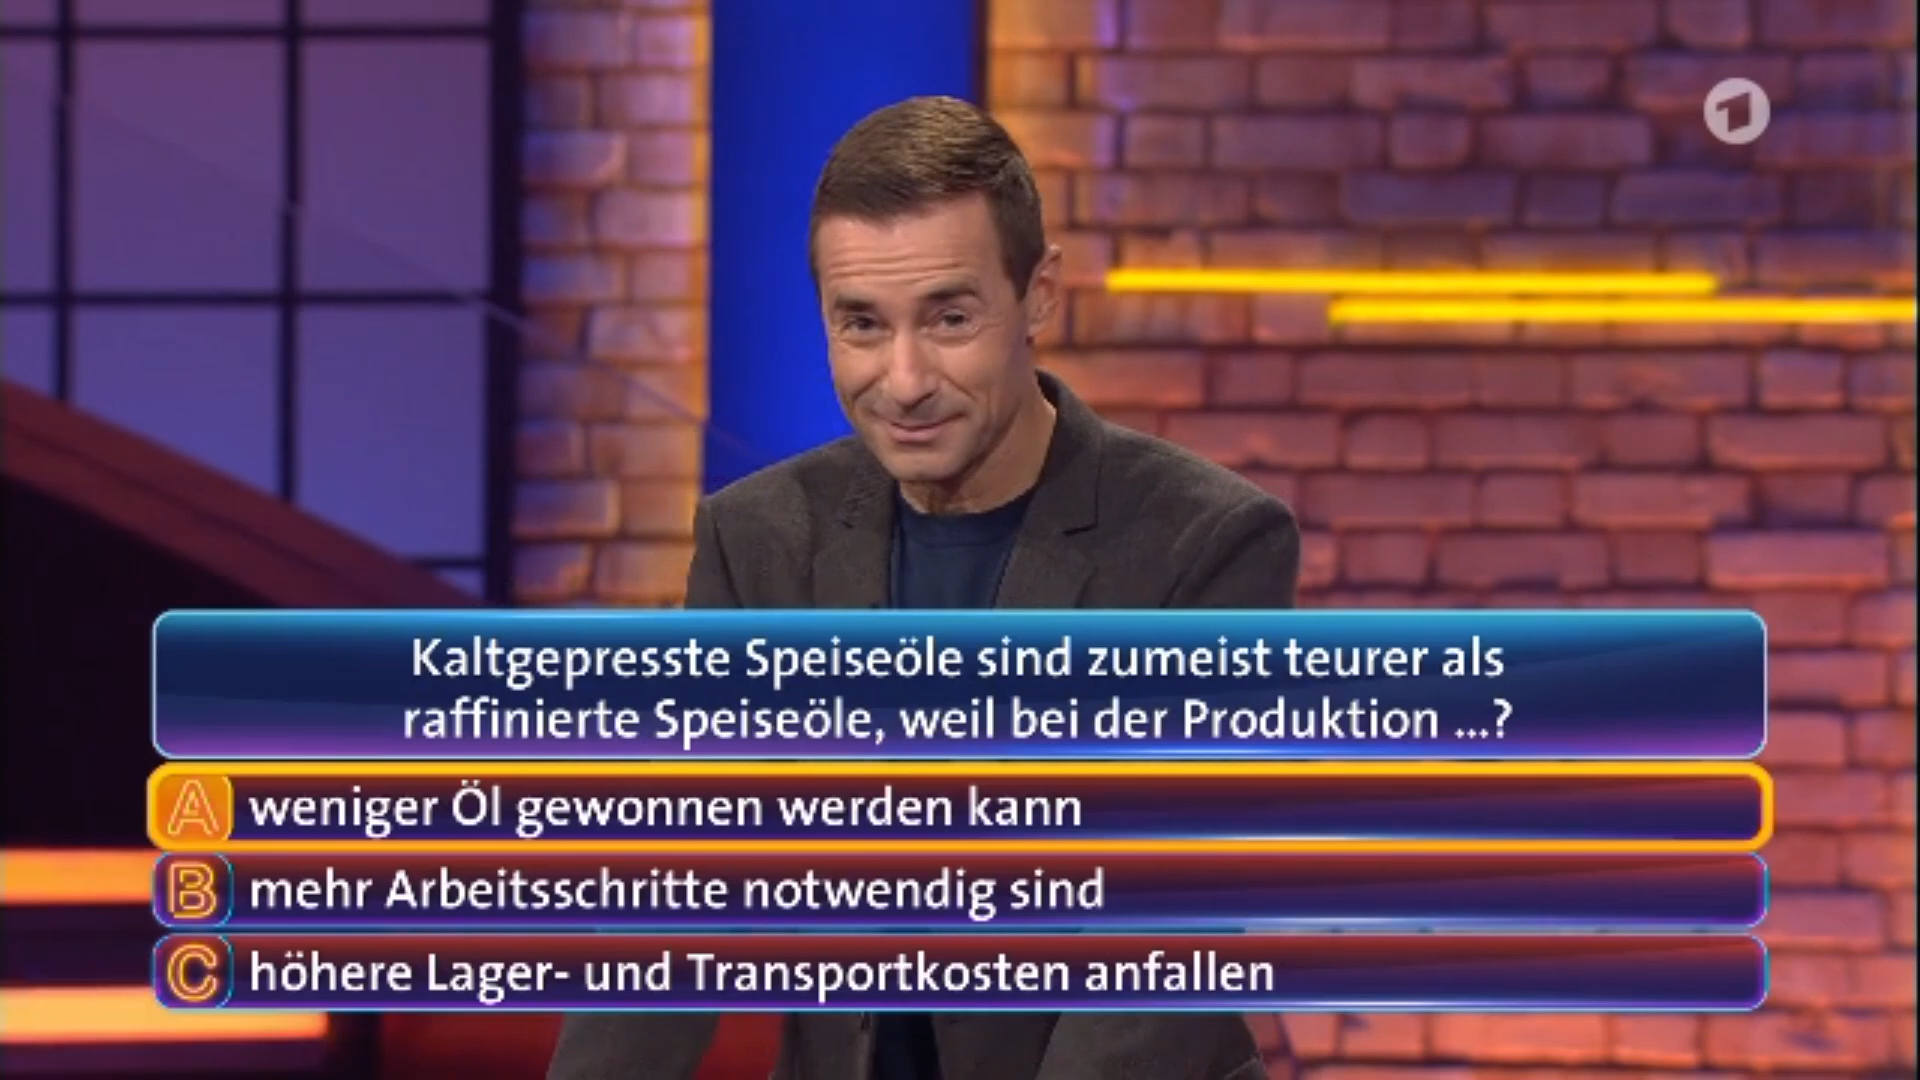 Kaltgepresste Speiseöle sind zumeist teurer als
raffinierte Speiseöle, weil bei der Produktion ...?
A weniger Öl gewonnen werden kann
B mehr Arbeitsschritte notwendig sind
C höhere Lager- und Transportkosten anfallen
1